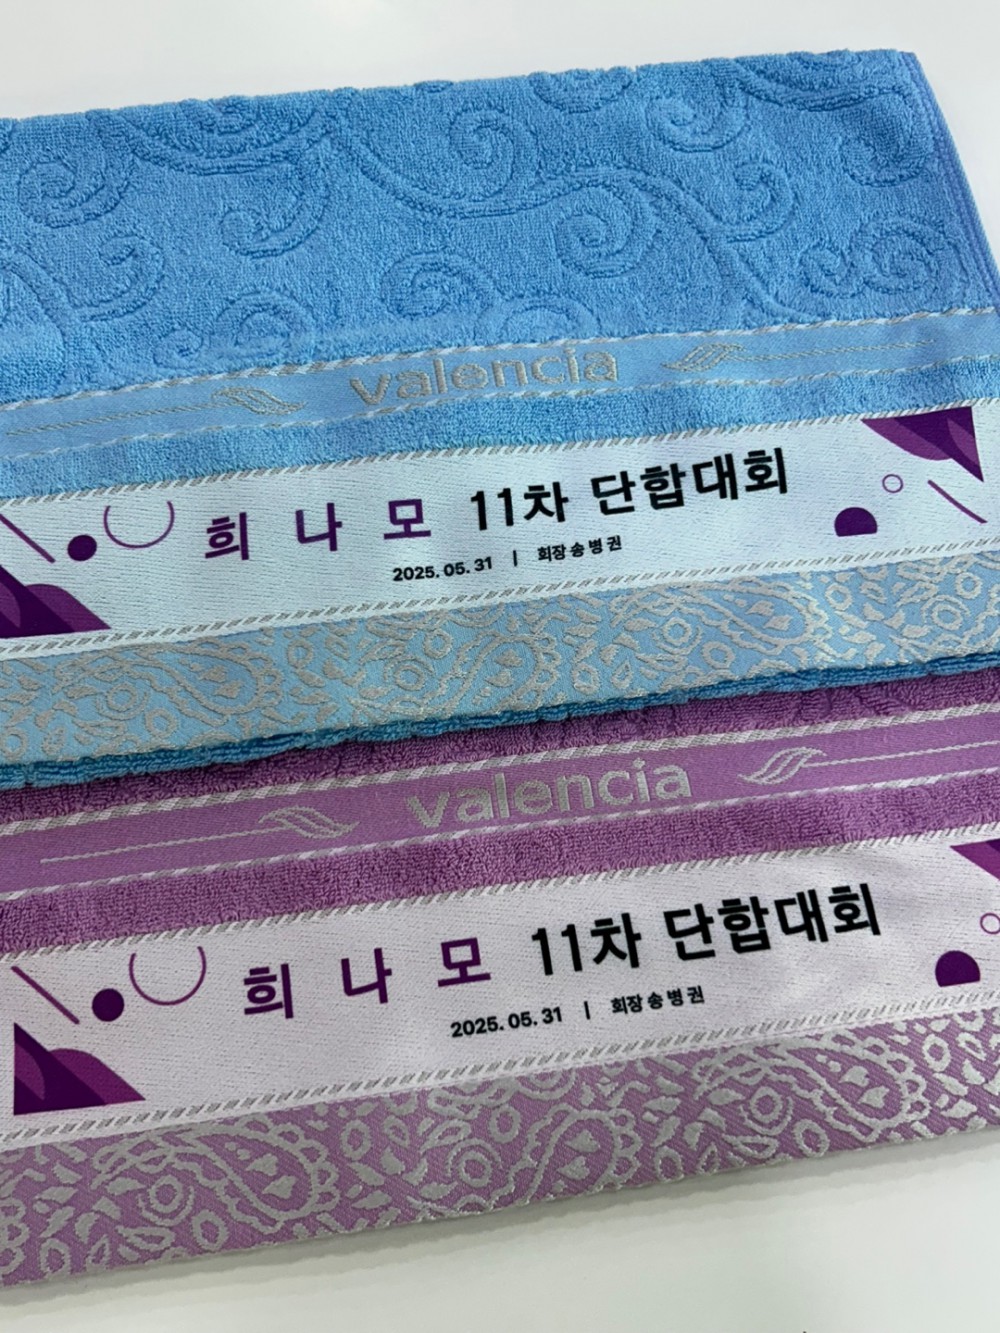 valencia
희 나 모 11차 단합대회
2025. 05. 31 | 회장 송병권
valencia
희 나 모 11차 단합대회
2025. 05. 31 | 회장 송병권